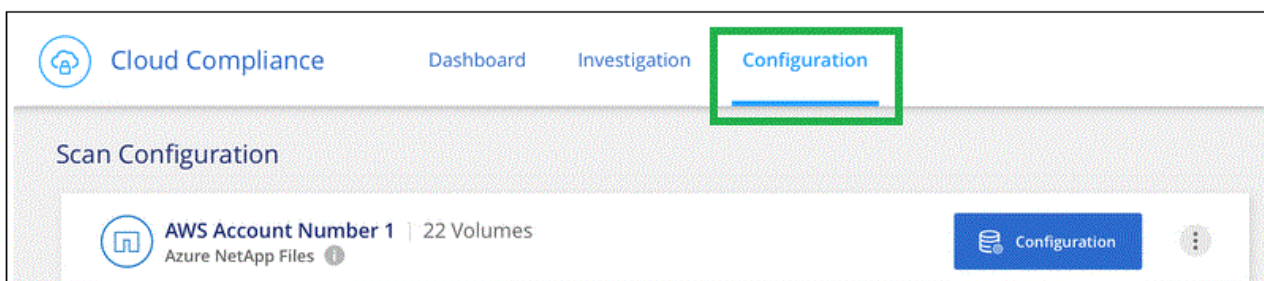 Cloud Compliance Dashboard Investigation Configuration
Scan Configuration
AWS Account Number 1 | 22 Volumes
Azure NetApp Files i
Configuration